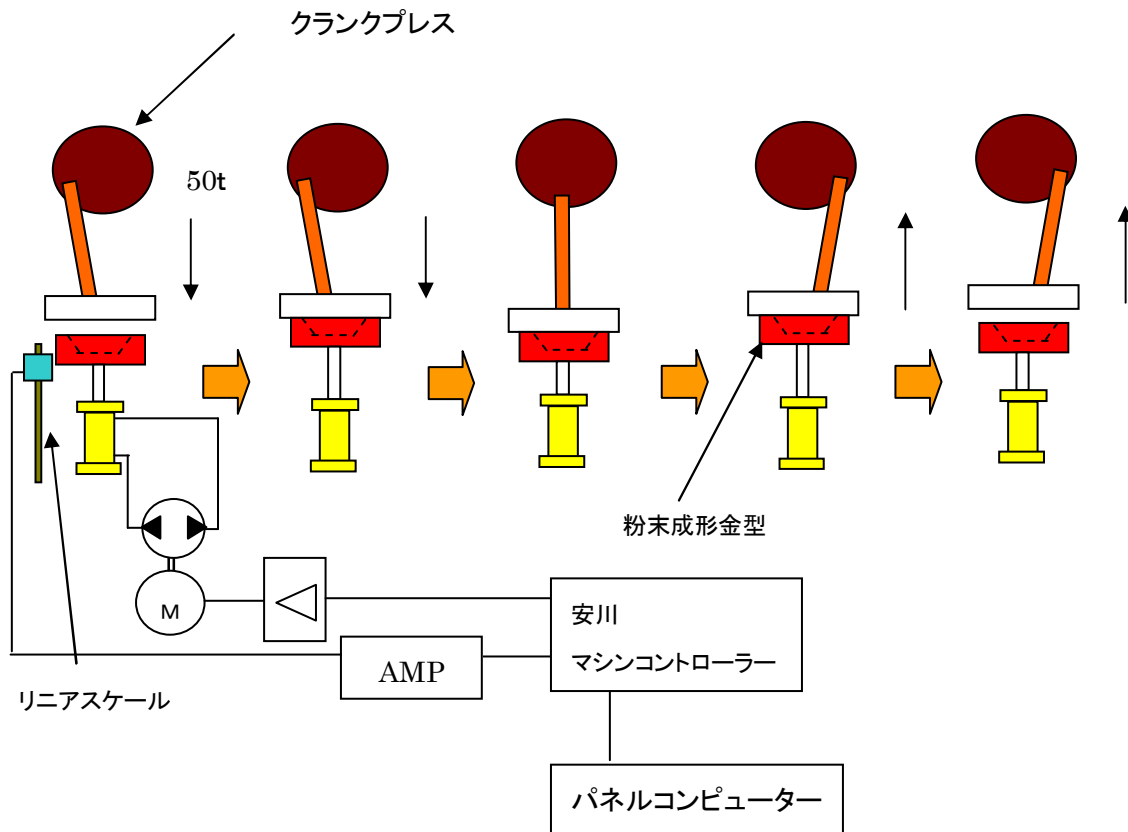 クランクプレス
50t
粉末成形金型
M
安川
マシンコントローラー
AMP
リニアスケール
パネルコンピューター